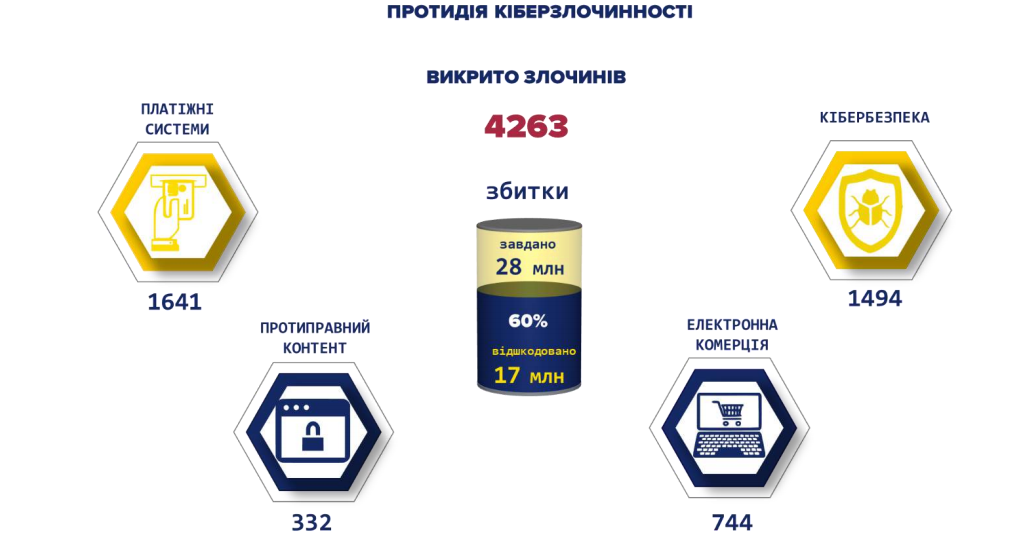 ПРОТИДІЯ КІБЕРЗЛОЧИННОСТІ
ВИКРИТО ЗЛОЧИНІВ
4263
ПЛАТІЖНІ
СИСТЕМИ
1641
КІБЕРБЕЗПЕКА
1494
збитки
завдано
28 млн
60%
відшкодовано
17 млн
ПРОТИПРАВНИЙ
КОНТЕНТ
332
ЕЛЕКТРОННА
КОМЕРЦІЯ
744